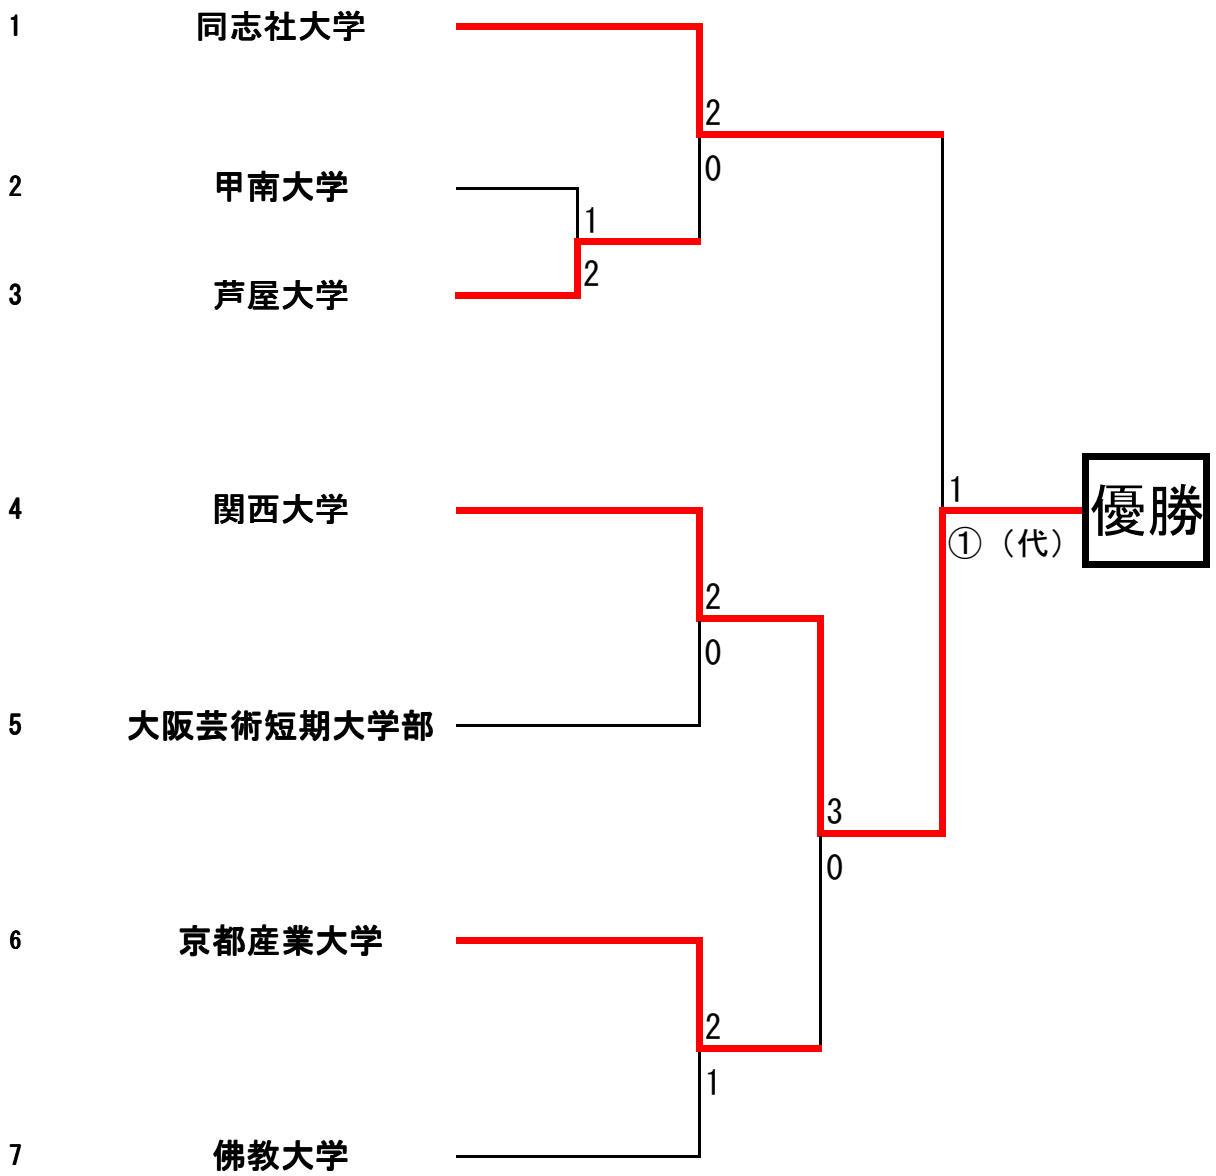 1 同志社大学
2
0
2 甲南大学
1
3 芦屋大学
2
4 関西大学
1
優勝
①（代）
2
0
5 大阪芸術短期大学部
3
0
6 京都産業大学
2
1
7 佛教大学